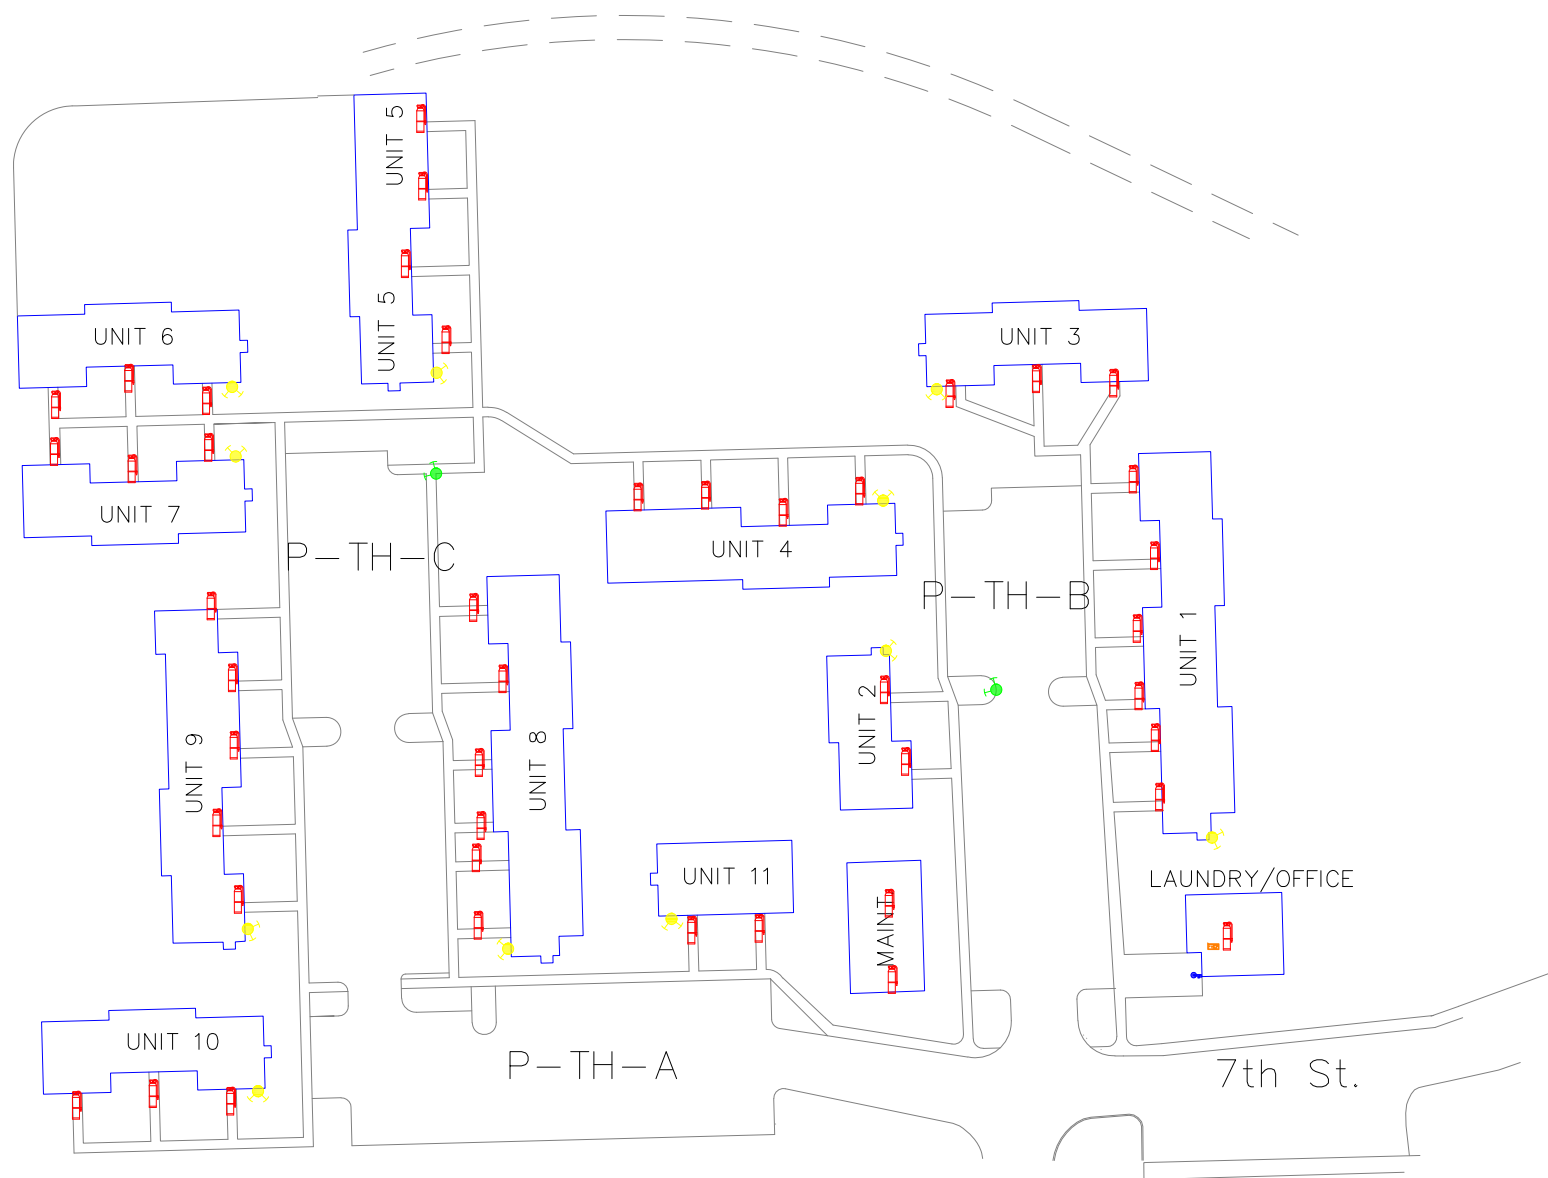 UNIT 5
UNIT 5
UNIT 6
UNIT 3
UNIT 7
UNIT 4
P-TH-C
P-TH-B
UNIT 1
UNIT 2
UNIT 9
UNIT 8
UNIT 11
LAUNDRY/OFFICE
MAINT
UNIT 10
P-TH-A
7th St.